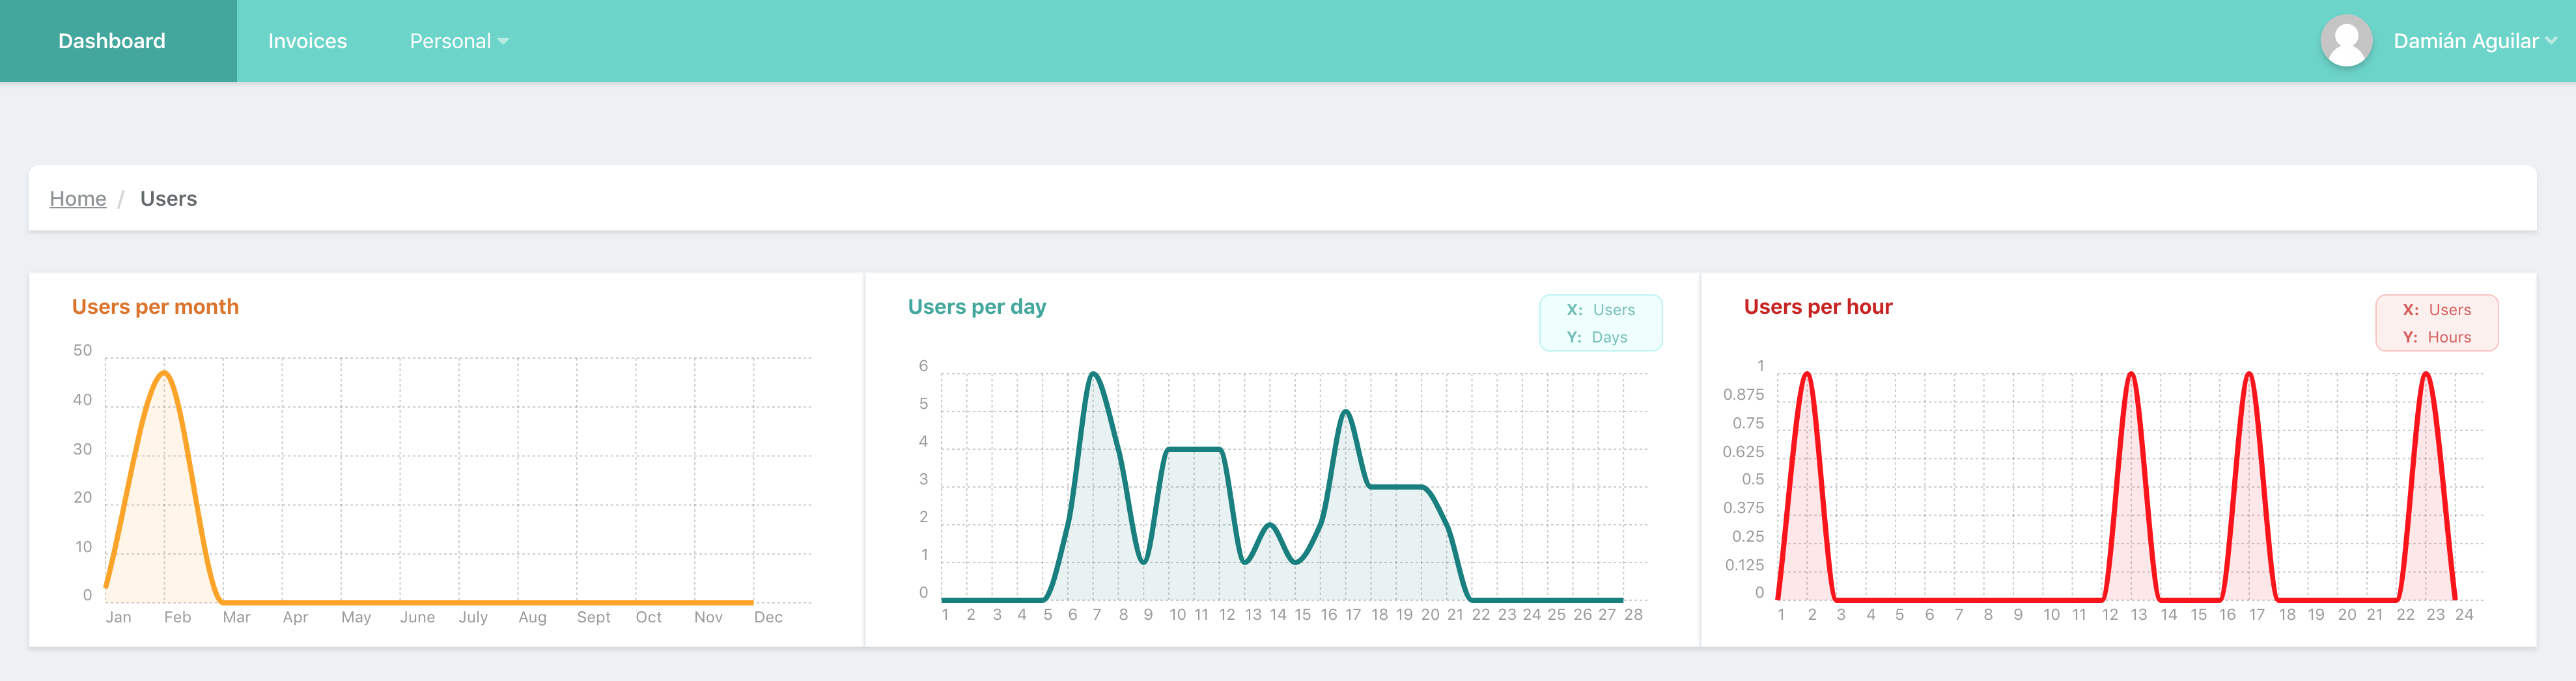 Dashboard Invoices Personal Damián Aguilar
Home / Users
Users per month
50
40
30
20
10
0
Jan Feb Mar Apr May June July Aug Sept Oct Nov Dec
Users per day
X: Users
Y: Days
6
5
4
3
2
1
0
1 2 3 4 5 6 7 8 9 10 11 12 13 14 15 16 17 18 19 20 21 22 23 24 25 26 27 28
Users per hour
X: Users
Y: Hours
1
0.875
0.75
0.625
0.5
0.375
0.25
0.125
0
1 2 3 4 5 6 7 8 9 10 11 12 13 14 15 16 17 18 19 20 21 22 23 24